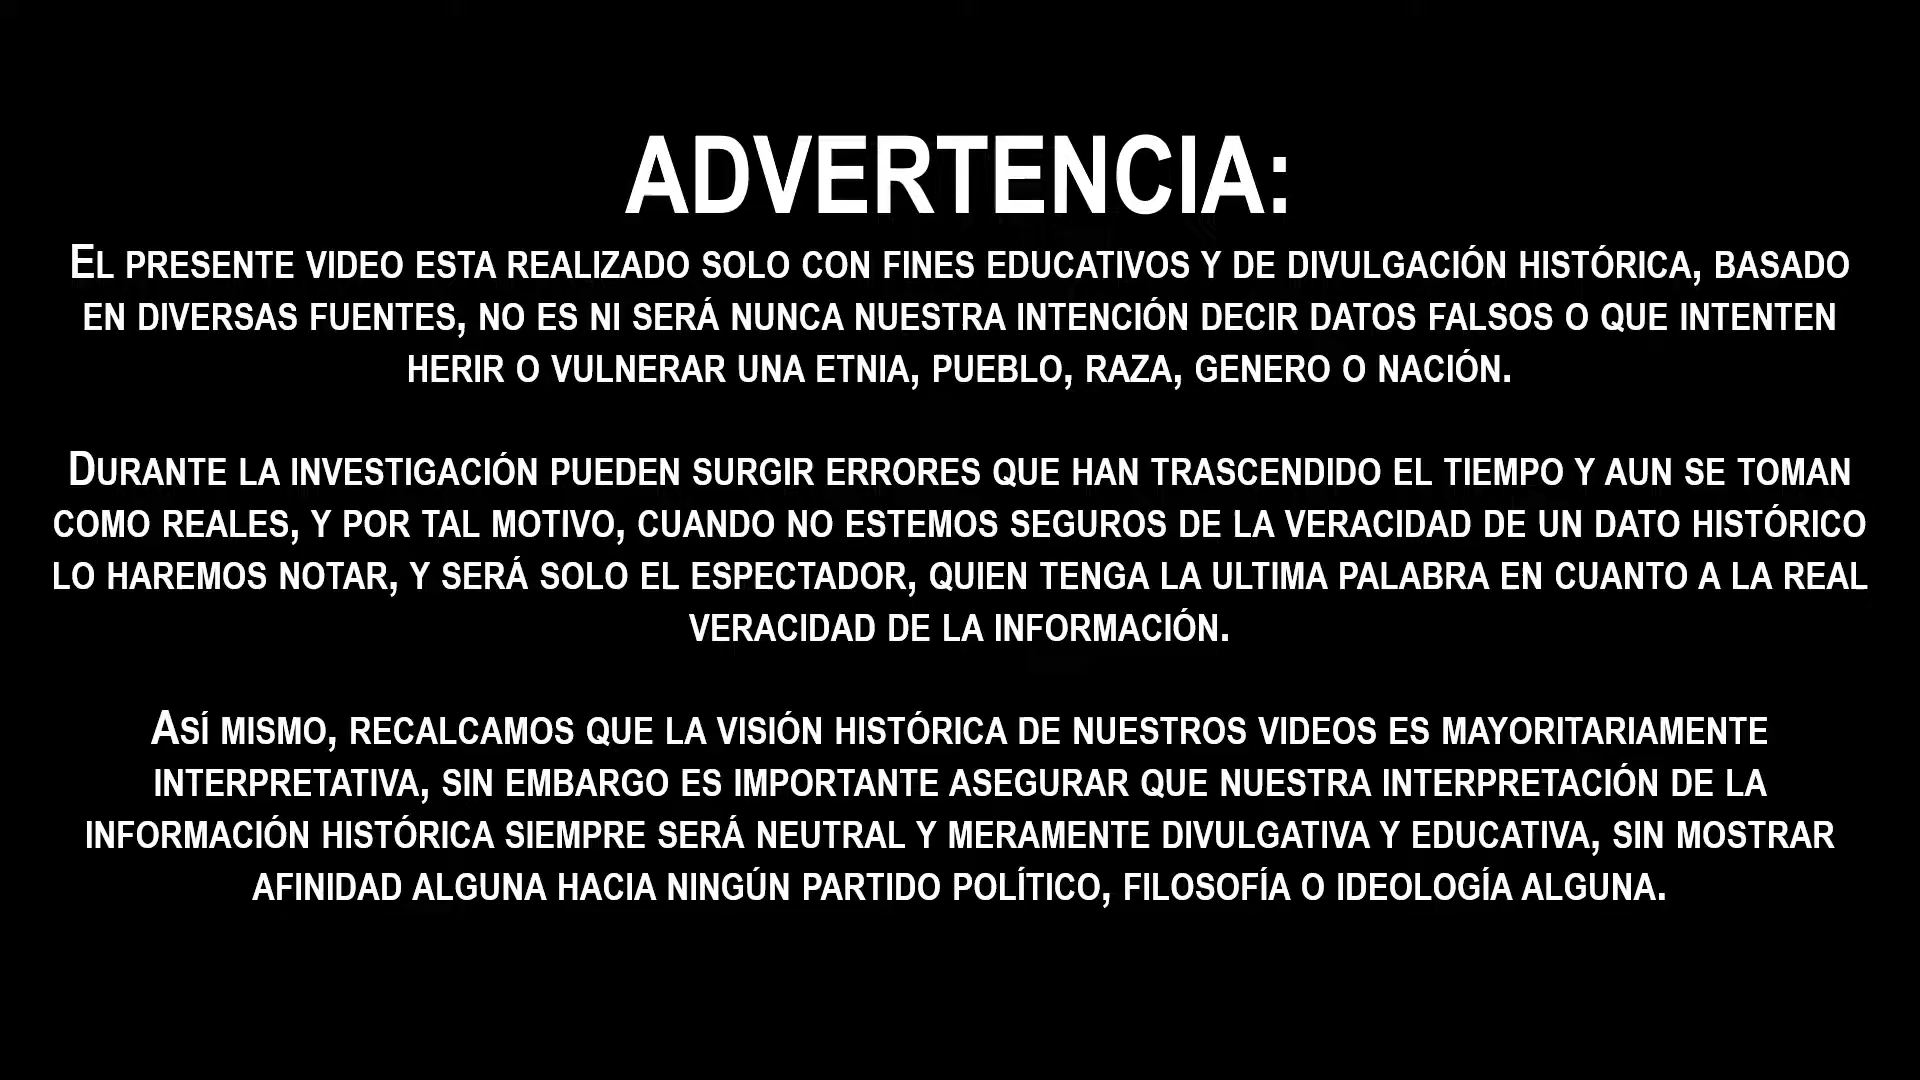 ADVERTENCIA:
EL PRESENTE VIDEO ESTA REALIZADO SOLO CON FINES EDUCATIVOS Y DE DIVULGACIÓN HISTÓRICA, BASADO
EN DIVERSAS FUENTES, NO ES NI SERÁ NUNCA NUESTRA INTENCIÓN DECIR DATOS FALSOS O QUE INTENTEN
HERIR O VULNERAR UNA ETNIA, PUEBLO, RAZA, GENERO O NACIÓN.
DURANTE LA INVESTIGACIÓN PUEDEN SURGIR ERRORES QUE HAN TRASCENDIDO EL TIEMPO Y AUN SE TOMAN
COMO REALES, Y POR TAL MOTIVO, CUANDO NO ESTEMOS SEGUROS DE LA VERACIDAD DE UN DATO HISTÓRICO
LO HAREMOS NOTAR, Y SERÁ SOLO EL ESPECTADOR, QUIEN TENGA LA ULTIMA PALABRA EN CUANTO A LA REAL
VERACIDAD DE LA INFORMACIÓN.
ASÍ MISMO, RECALCAMOS QUE LA VISIÓN HISTÓRICA DE NUESTROS VIDEOS ES MAYORITARIAMENTE
INTERPRETATIVA, SIN EMBARGO ES IMPORTANTE ASEGURAR QUE NUESTRA INTERPRETACIÓN DE LA
INFORMACIÓN HISTÓRICA SIEMPRE SERÁ NEUTRAL Y MERAMENTE DIVULGATIVA Y EDUCATIVA, SIN MOSTRAR
AFINIDAD ALGUNA HACIA NINGÚN PARTIDO POLÍTICO, FILOSOFÍA O IDEOLOGÍA ALGUNA.